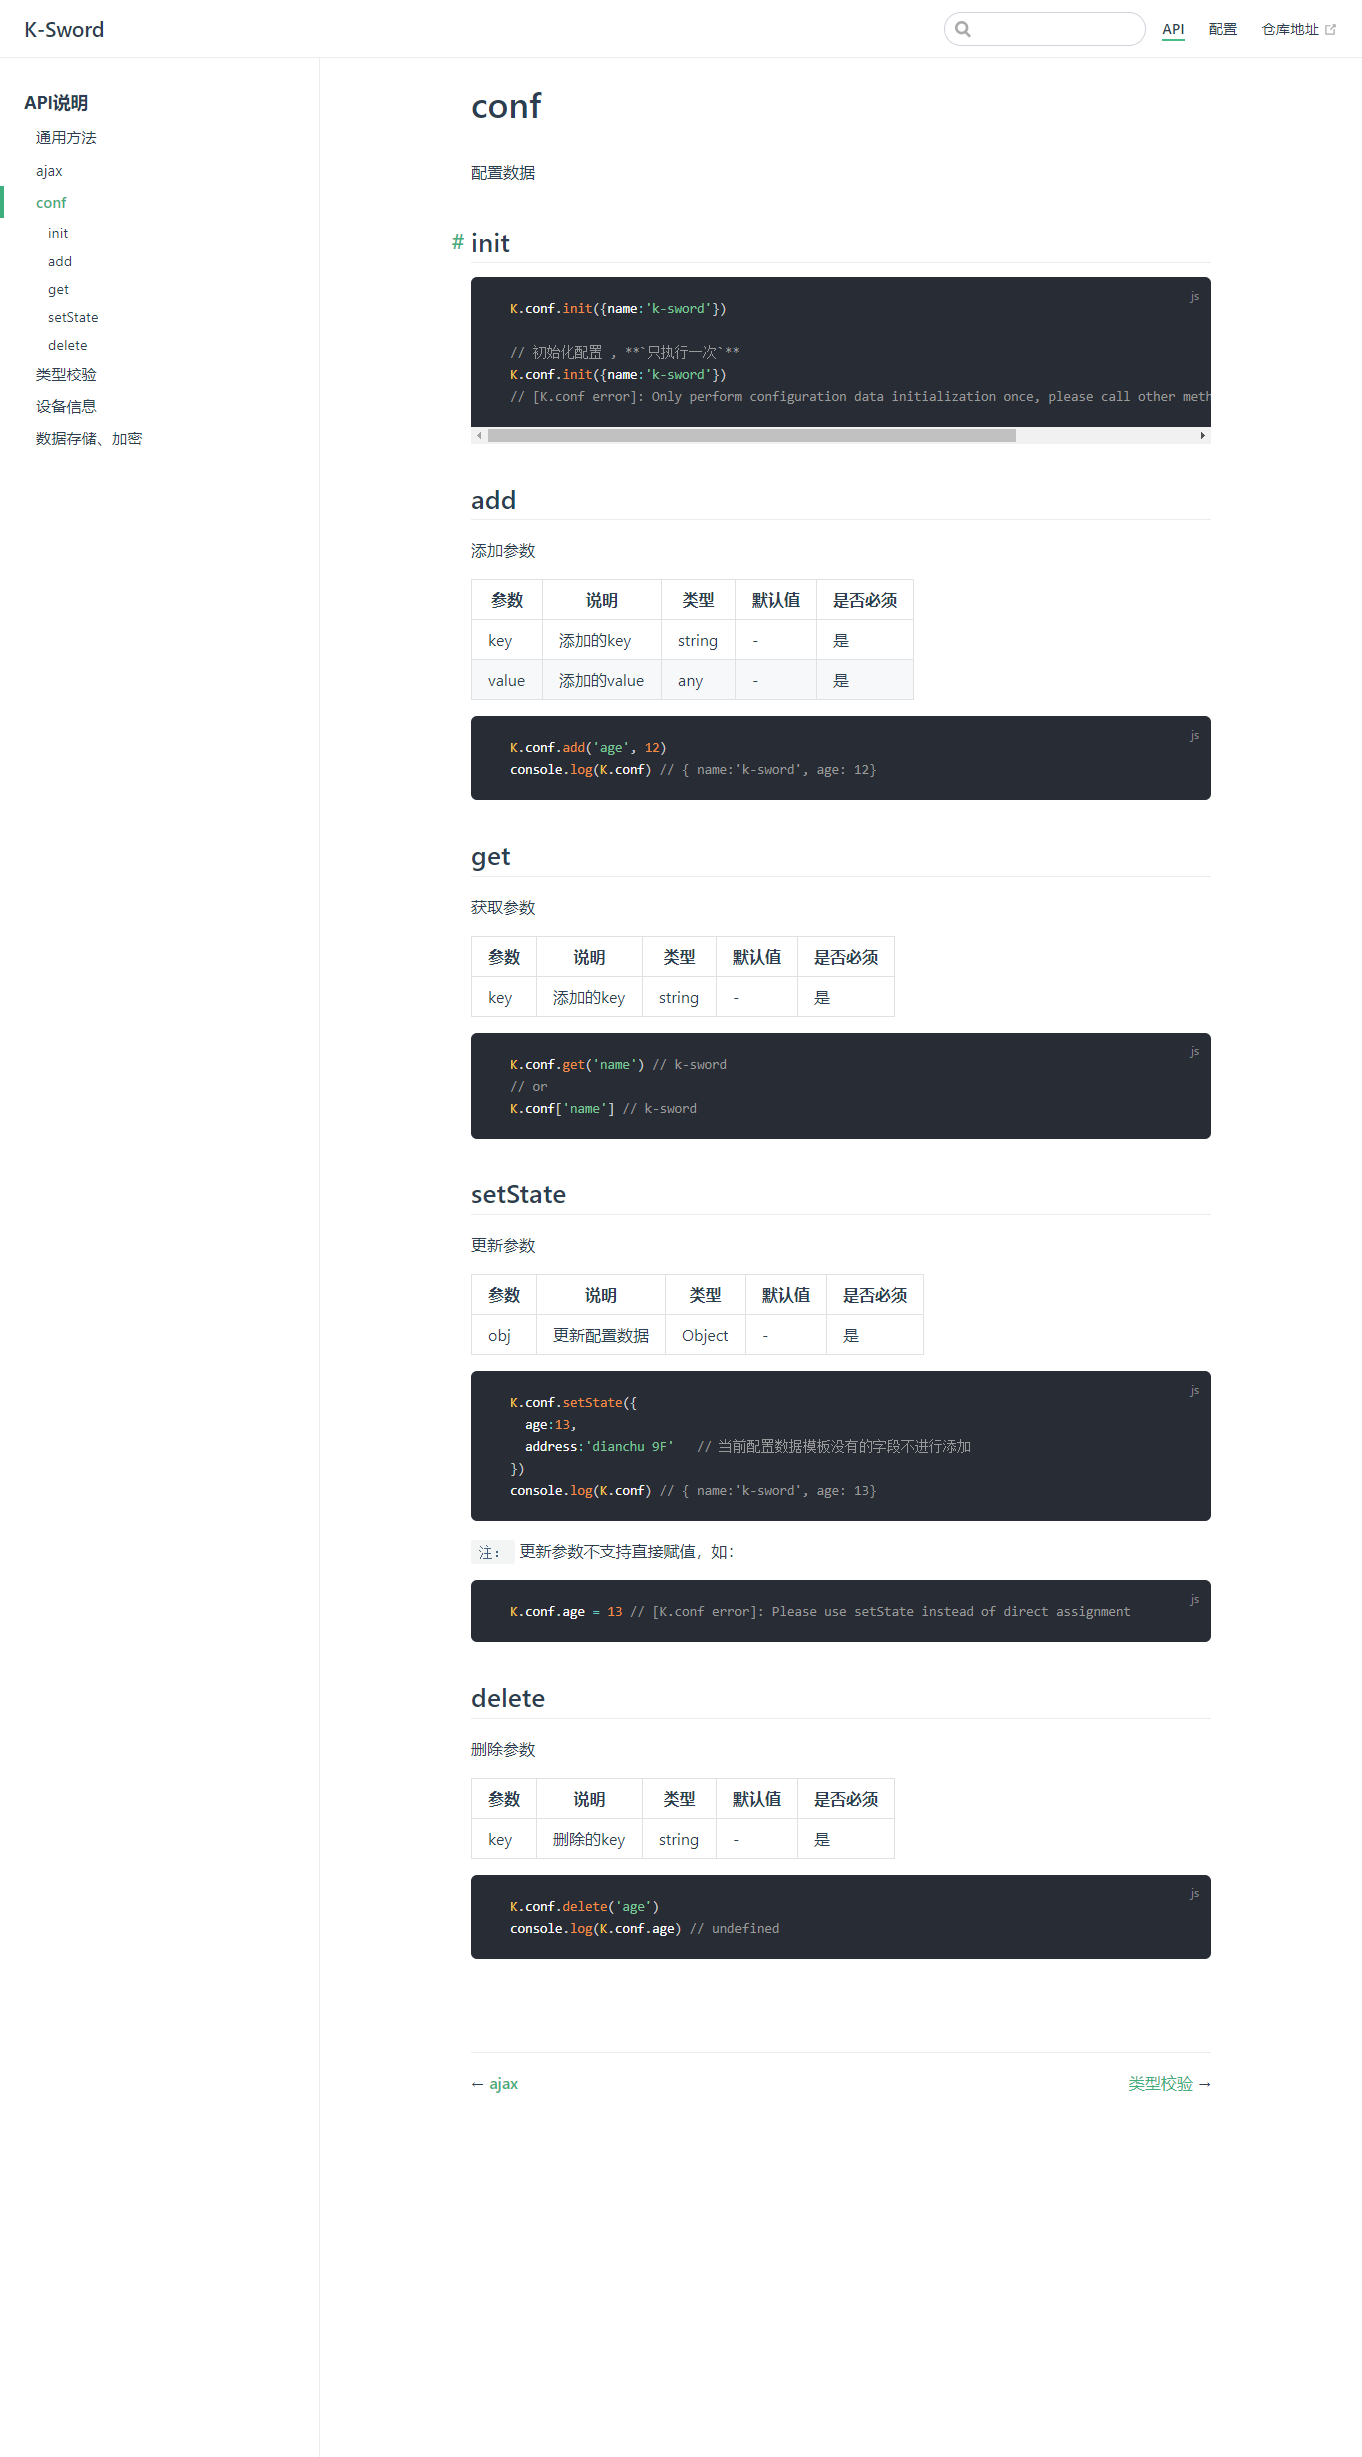 K-Sword
API
配置
仓库地址
API说明
通用方法
ajax
conf
init
add
get
setState
delete
类型校验
设备信息
数据存储、加密
conf
配置数据
# init
js
K.conf.init({name:'k-sword'})
// 初始化配置 , **`只执行一次`**
K.conf.init({name:'k-sword'})
// [K.conf error]: Only perform configuration data initialization once, please call other meth
add
添加参数
参数 说明 类型 默认值 是否必须
key 添加的key string - 是
value 添加的value any - 是
js
K.conf.add('age', 12)
console.log(K.conf) // { name:'k-sword', age: 12}
get
获取参数
参数 说明 类型 默认值 是否必须
key 添加的key string - 是
js
K.conf.get('name') // k-sword
// or
K.conf['name'] // k-sword
setState
更新参数
参数 说明 类型 默认值 是否必须
obj 更新配置数据 Object - 是
js
K.conf.setState({
age:13,
address:'dianchu 9F' // 当前配置数据模板没有的字段不进行添加
})
console.log(K.conf) // { name:'k-sword', age: 13}
注： 更新参数不支持直接赋值，如：
js
K.conf.age = 13 // [K.conf error]: Please use setState instead of direct assignment
delete
删除参数
参数 说明 类型 默认值 是否必须
key 删除的key string - 是
js
K.conf.delete('age')
console.log(K.conf.age) // undefined
← ajax
类型校验 →